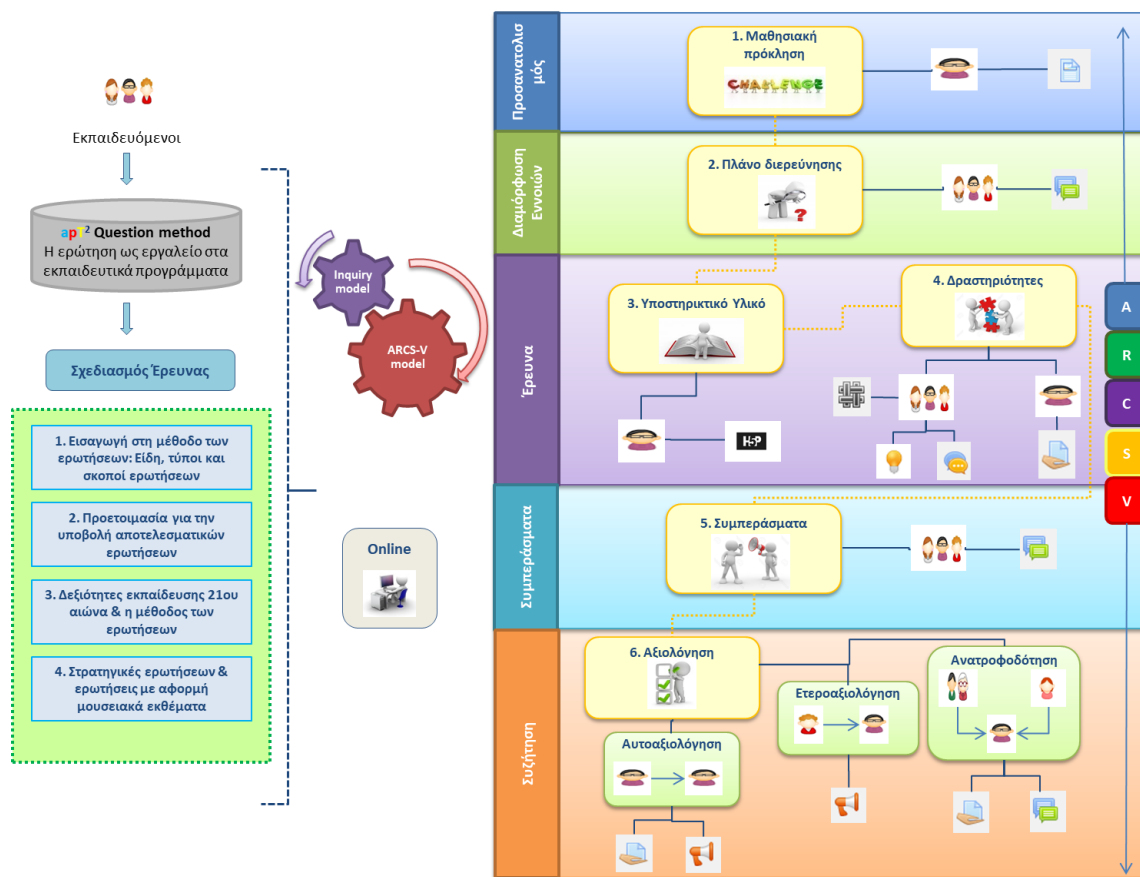 Εκπαιδευόμενοι
apT² Question method
Η ερώτηση ως εργαλείο στα
εκπαιδευτικά προγράμματα
Σχεδιασμός Έρευνας
1. Εισαγωγή στη μέθοδο των
ερωτήσεων: Είδη, τύποι και
σκοποί ερωτήσεων
2. Προετοιμασία για την
υποβολή αποτελεσματικών
ερωτήσεων
3. Δεξιότητες εκπαίδευσης 21ου
αιώνα & η μέθοδος των
ερωτήσεων
4. Στρατηγικές ερωτήσεων &
ερωτήσεις με αφορμή
μουσειακά εκθέματα
Inquiry
model
ARCS-V
model
Online
Προσανατολισ
μός
1. Μαθησιακή
πρόκληση
CHALLENGE
Διαμόρφωση
Εννοιών
2. Πλάνο διερεύνησης
?
Έρευνα
3. Υποστηρικτικό Υλικό
H5P
4. Δραστηριότητες
Συμπεράσματα
5. Συμπεράσματα
Συζήτηση
6. Αξιολόγηση
Αυτοαξιολόγηση
Ετεροαξιολόγηση
Ανατροφοδότηση
A
R
C
S
V